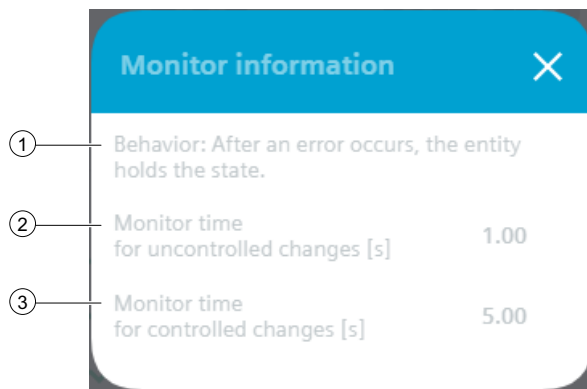 Monitor information
① Behavior: After an error occurs, the entity
holds the state.
② Monitor time
for uncontrolled changes [s] 1.00
③ Monitor time
for controlled changes [s] 5.00